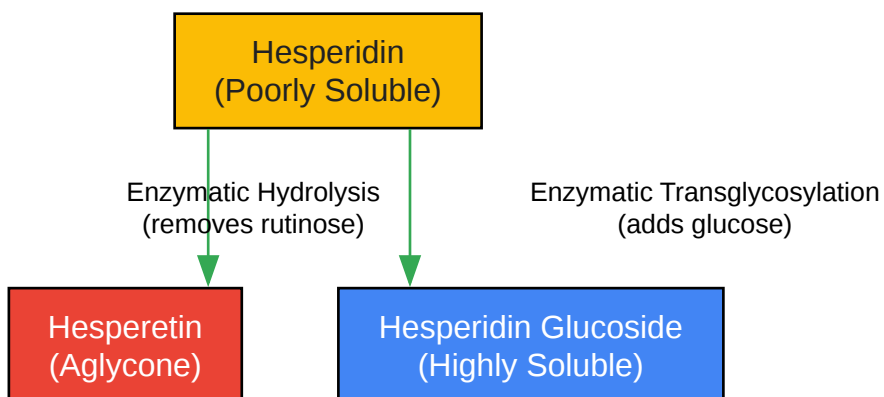 Hesperidin
(Poorly Soluble)
Enzymatic Hydrolysis
(removes rutinose)
Enzymatic Transglycosylation
(adds glucose)
Hesperetin
(Aglycone)
Hesperidin Glucoside
(Highly Soluble)